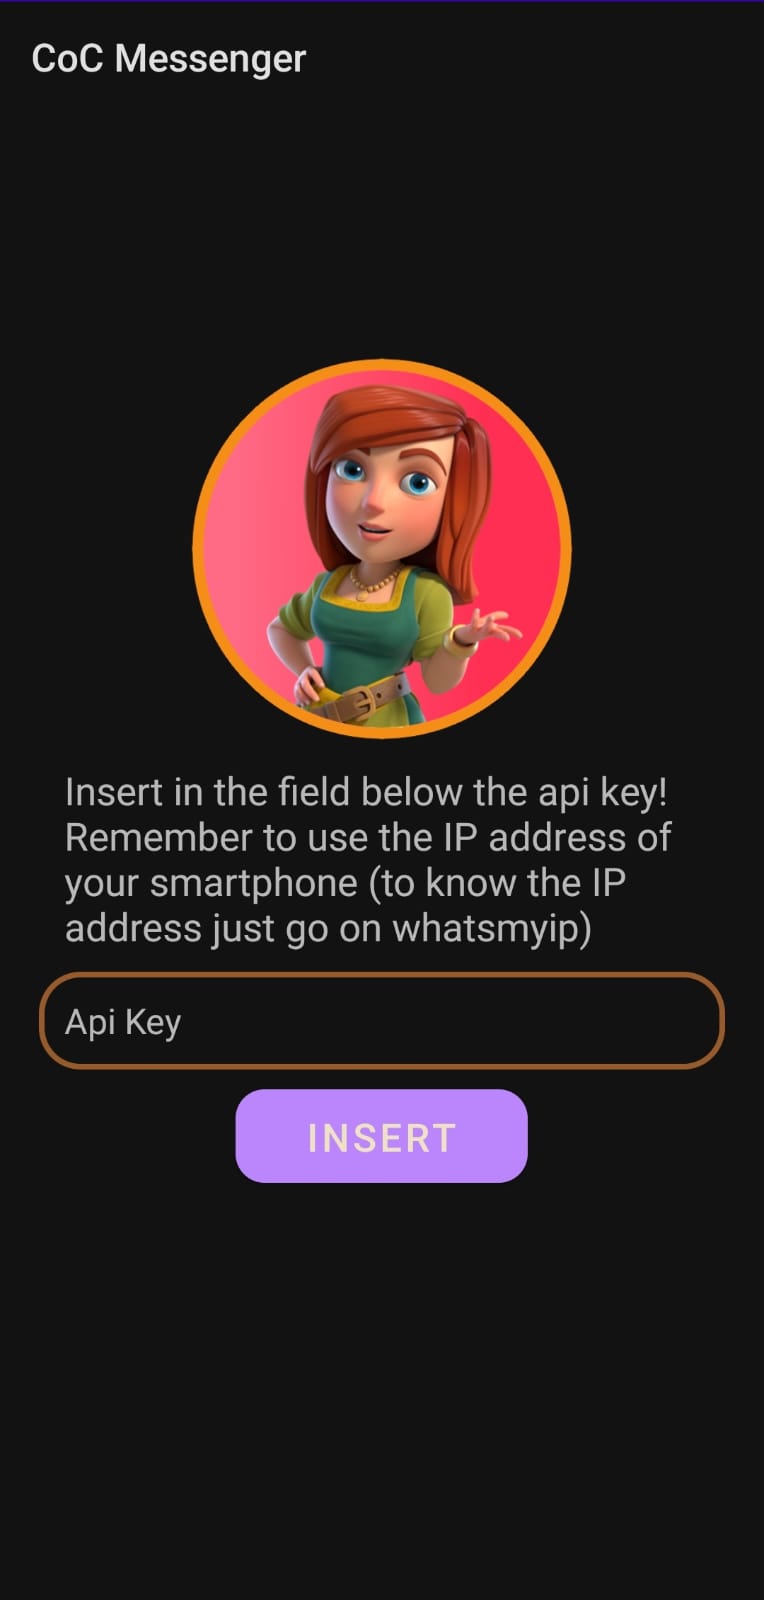 CoC Messenger
Insert in the field below the api key!
Remember to use the IP address of
your smartphone (to know the IP
address just go on whatsmyip)
Api Key
INSERT